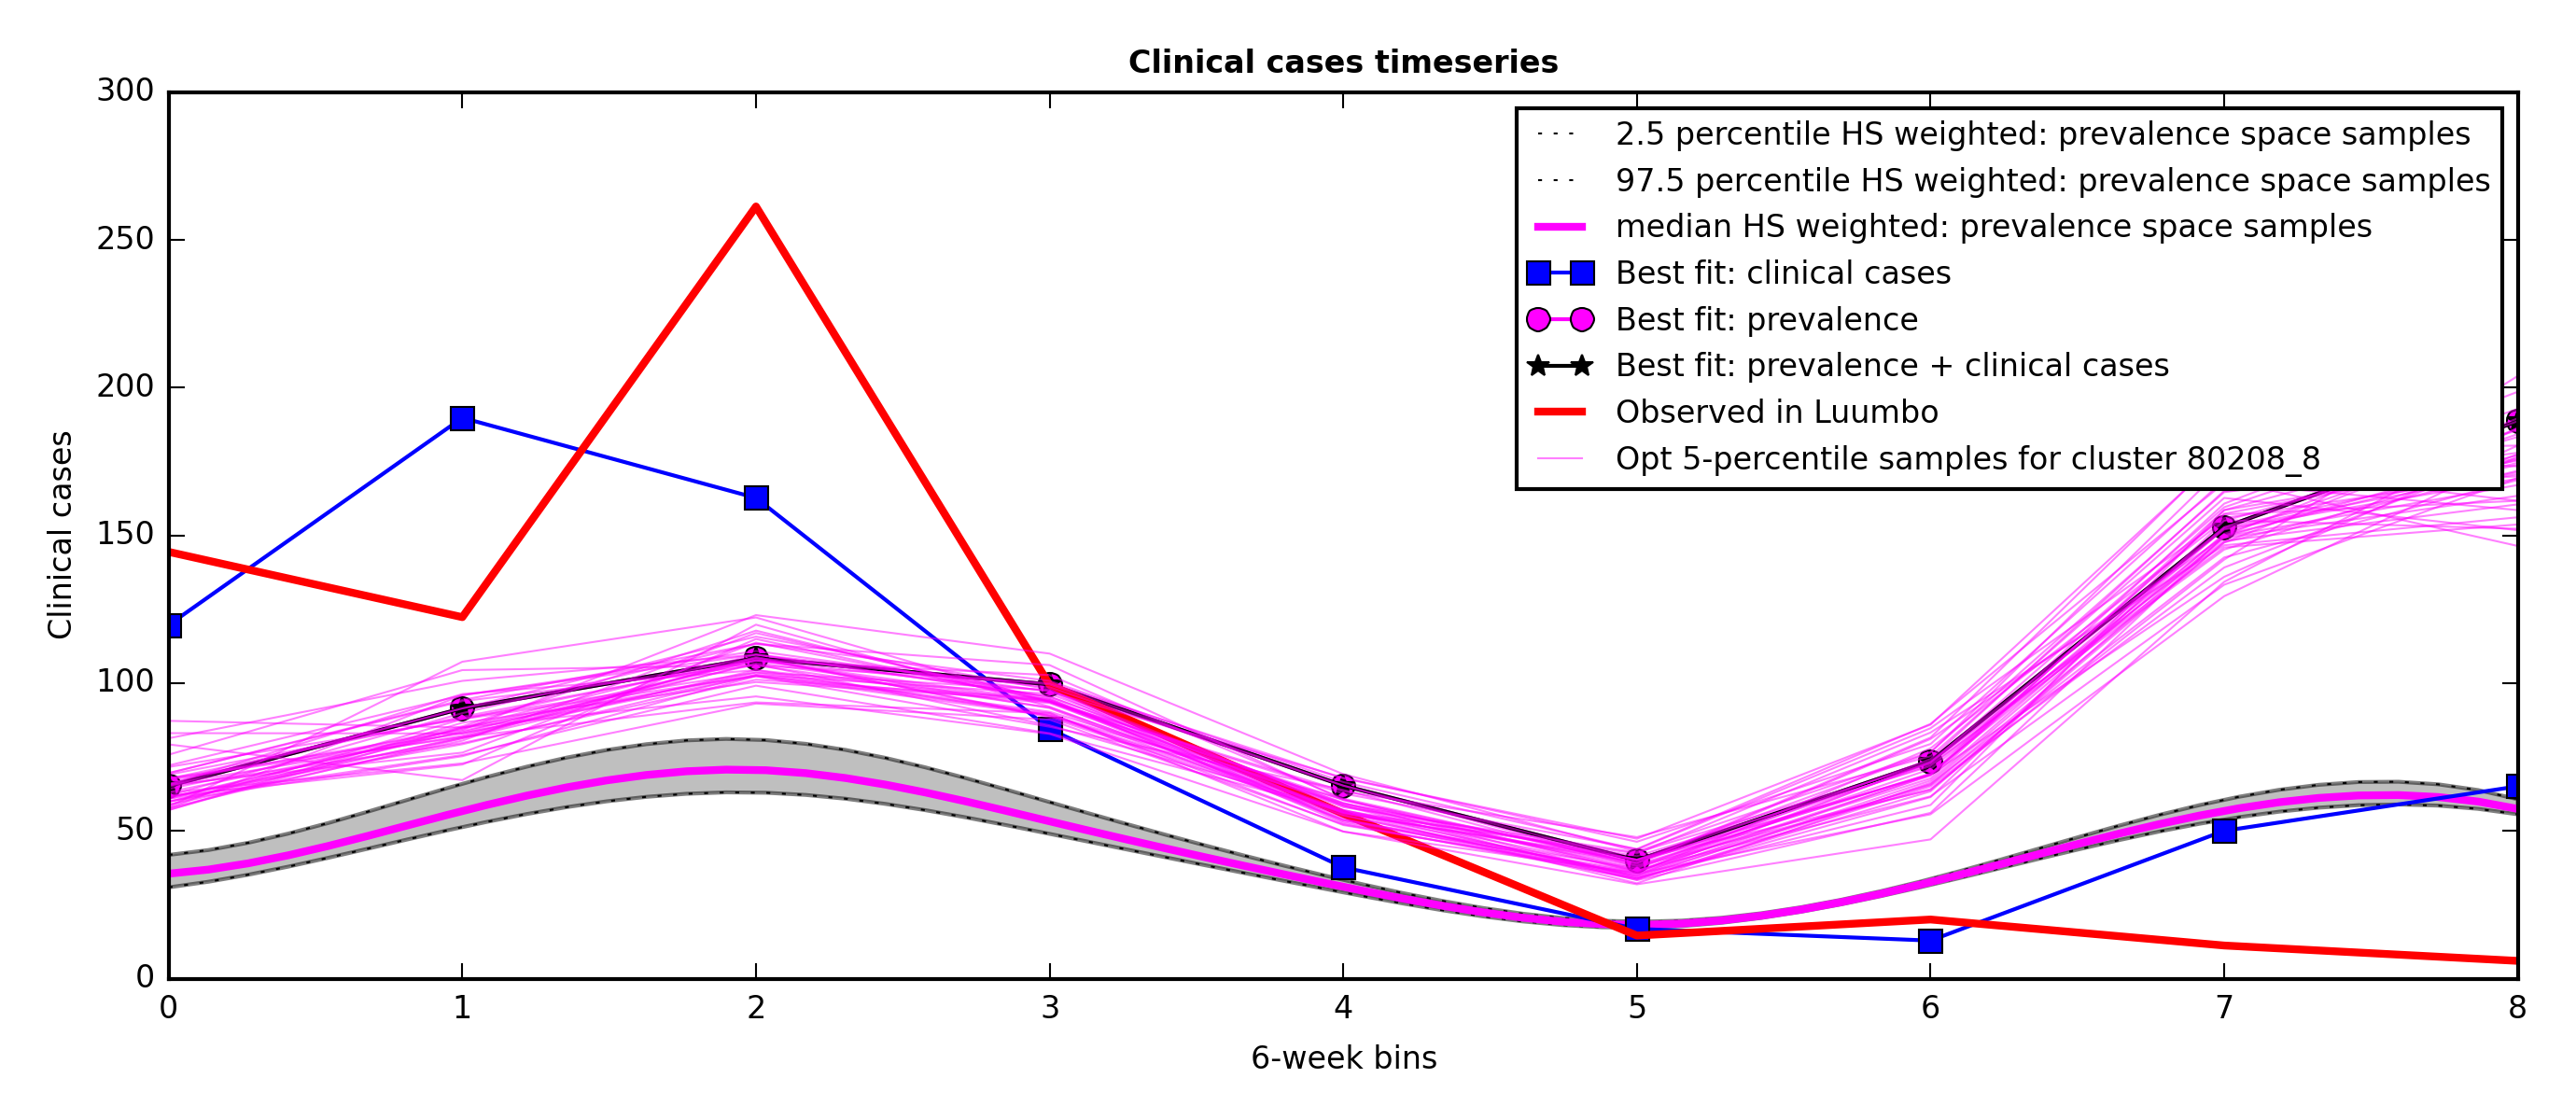 Clinical cases timeseries
300
250
200
150
100
50
0
Clinical cases
2.5 percentile HS weighted: prevalence space samples
97.5 percentile HS weighted: prevalence space samples
median HS weighted: prevalence space samples
Best fit: clinical cases
Best fit: prevalence
Best fit: prevalence + clinical cases
Observed in Luumbo
Opt 5-percentile samples for cluster 80208_8
0 1 2 3 4 5 6 7 8
6-week bins